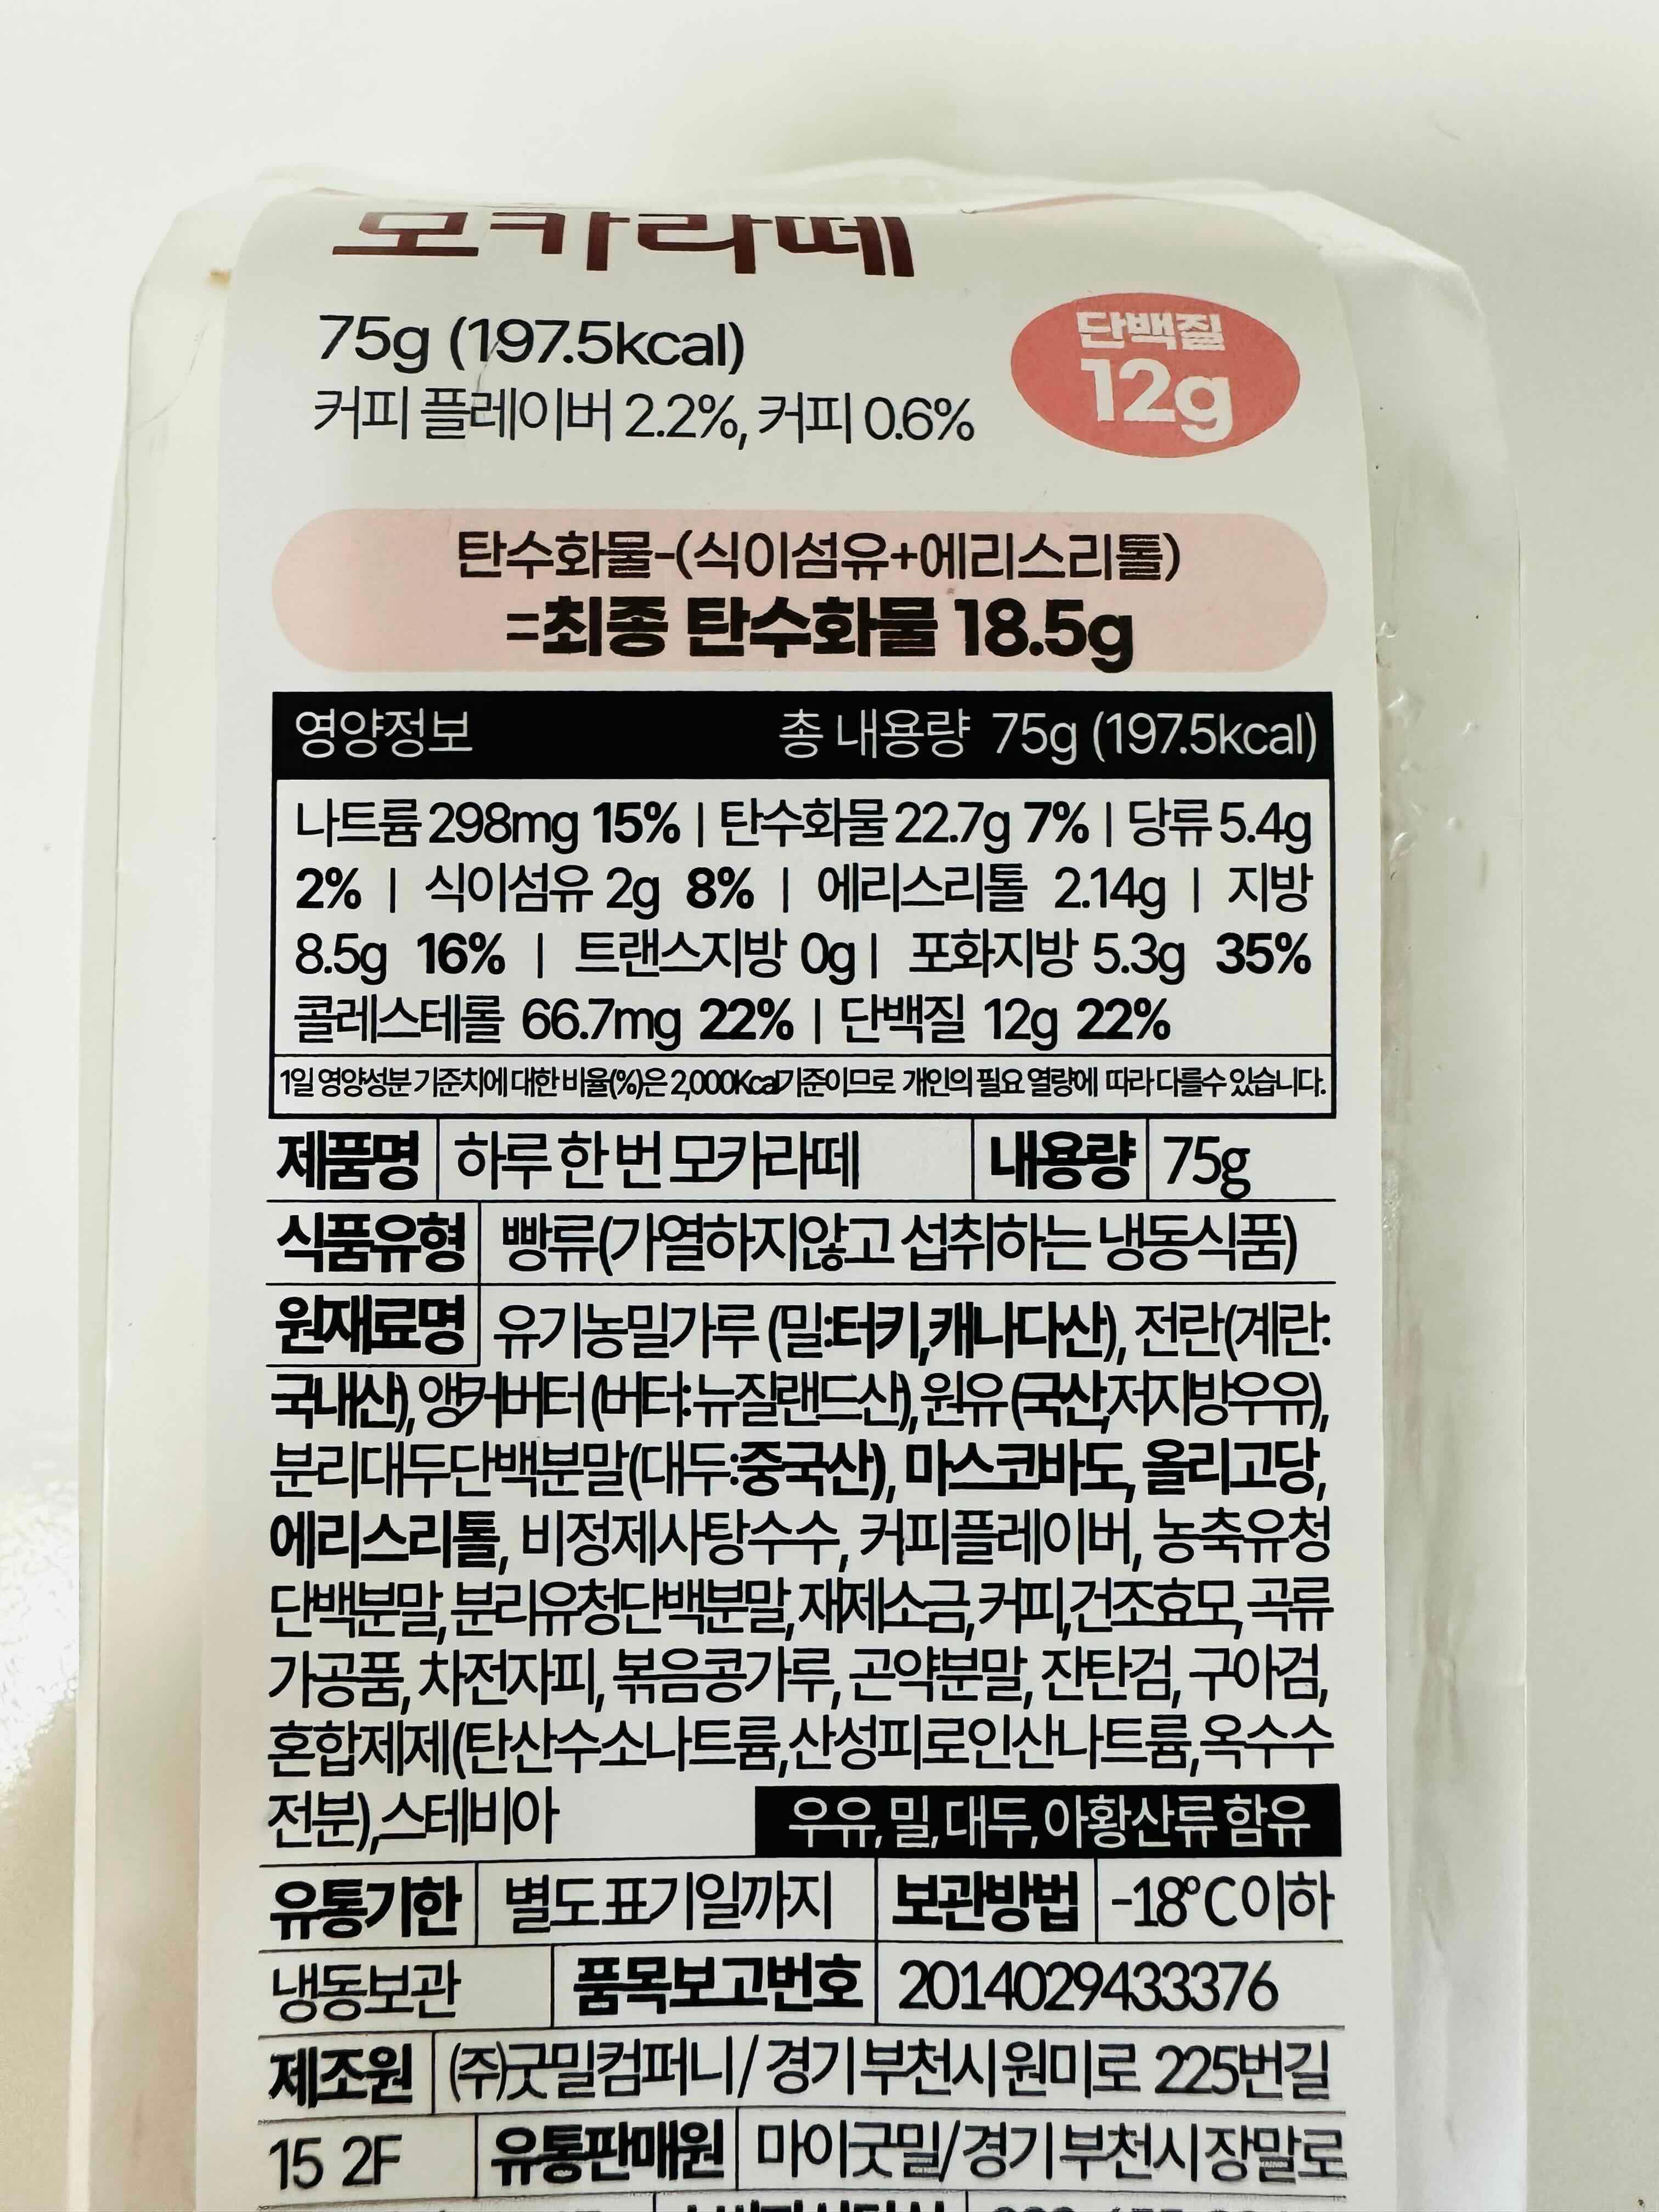 모카라떼
75g (197.5kcal)
커피 플레이버 2.2%, 커피 0.6%
단백질
12g
탄수화물-(식이섬유+에리스리톨)
=최종 탄수화물 18.5g
영양정보 총 내용량 75g (197.5kcal)
나트륨 298mg 15% | 탄수화물 22.7g 7% | 당류 5.4g
2% | 식이섬유 2g 8% | 에리스리톨 2.14g | 지방
8.5g 16% | 트랜스지방 0g | 포화지방 5.3g 35%
콜레스테롤 66.7mg 22% | 단백질 12g 22%
1일 영양성분 기준치에 대한 비율(%)은 2,000Kcal기준이므로 개인의 필요 열량에 따라 다를수 있습니다.
제품명 하루 한 번 모카라떼 내용량 75g
식품유형 빵류(가열하지않고 섭취하는 냉동식품)
원재료명 유기농밀가루 (밀:터키,캐나다산), 전란(계란:
국내산), 앵커버터 (버터:뉴질랜드산), 원유 (국산,저지방우유),
분리대두단백분말(대두:중국산), 마스코바도, 올리고당,
에리스리톨, 비정제사탕수수, 커피플레이버, 농축유청
단백분말, 분리유청단백분말, 재제소금, 커피,건조효모, 곡류
가공품, 차전자피, 볶음콩가루, 곤약분말, 잔탄검, 구아검,
혼합제제(탄산수소나트륨,산성피로인산나트륨,옥수수
전분),스테비아 우유, 밀, 대두, 아황산류 함유
유통기한 별도 표기일까지 보관방법 -18°C 이하
냉동보관 품목보고번호 2014029433376
제조원 (주)굿밀컴퍼니/ 경기 부천시 원미로 225번길
15 2F 유통판매원 마이굿밀/경기 부천시 장말로